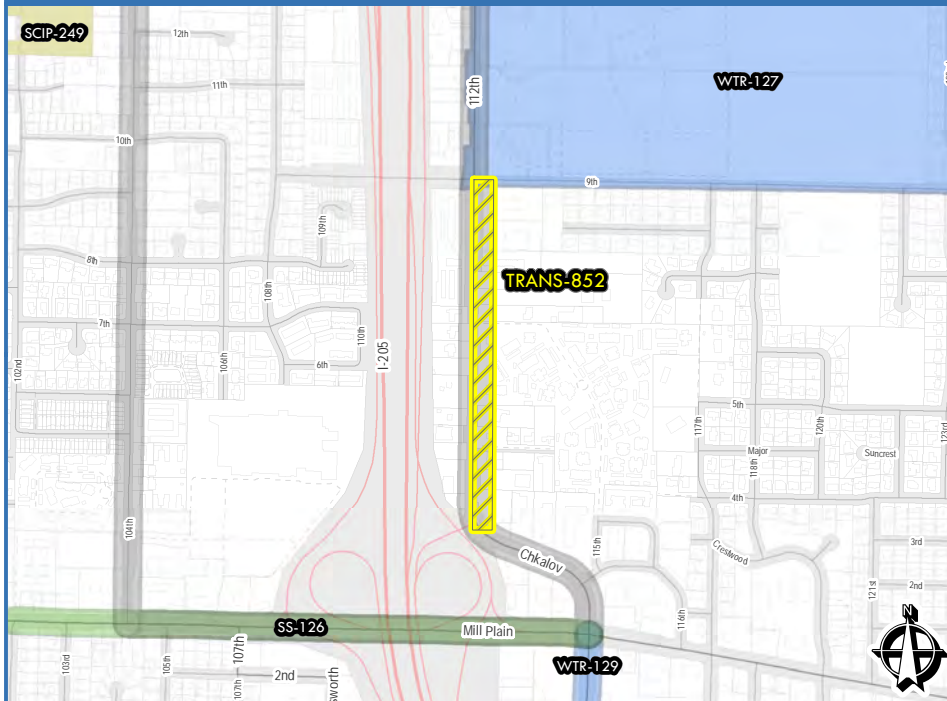 SCIP-249
12th
11th
112th
WTR-127
10th
9th
109th
8th
108th
TRANS-852
7th
110th
I-205
102nd
106th
6th
5th
117th
120th
123rd
Major
118th
Suncrest
4th
104th
Chkalov
115th
Crestwood
3rd
2nd
121st
116th
SS-126
Mill Plain
N
103rd
105th
107th
107th
2nd
sworth
WTR-129